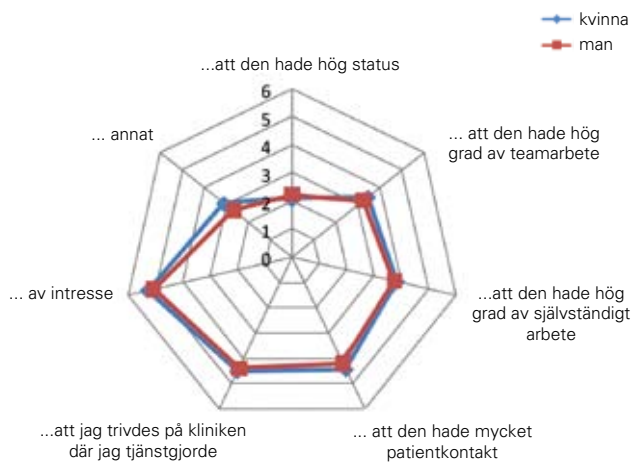 kvinna
man
...att den hade hög status
... annat
... att den hade hög
grad av teamarbete
6
5
4
3
2
1
0
... av intresse
...att den hade hög
grad av självständigt
arbete
...att jag trivdes på kliniken
där jag tjänstgjorde
... att den hade mycket
patientkontakt